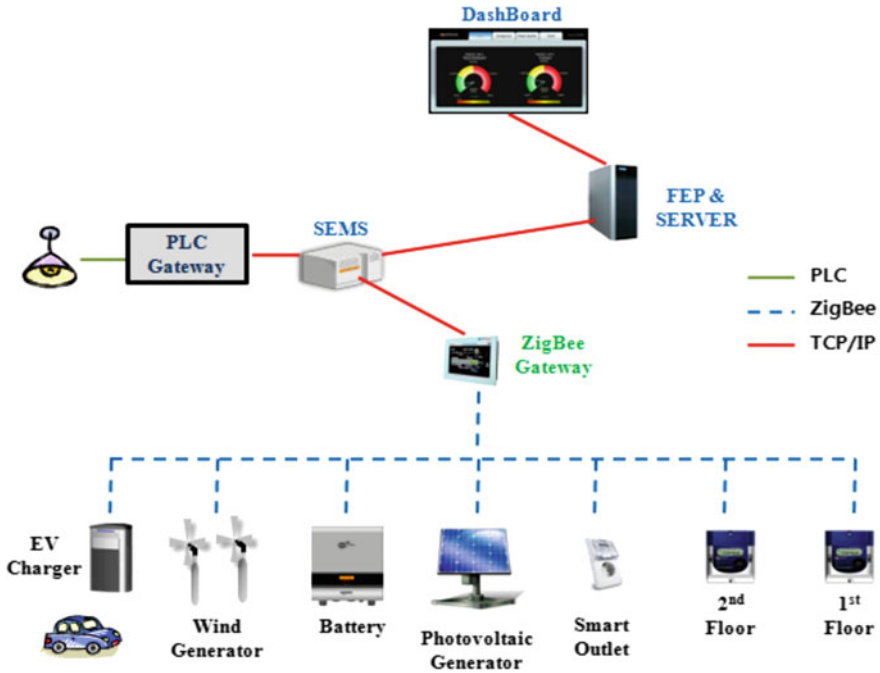 DashBoard
FEP &
SERVER
SEMS
PLC
Gateway
PLC
ZigBee
TCP/IP
ZigBee
Gateway
EV
Charger
Wind
Generator
Battery
Photovoltaic
Generator
Smart
Outlet
2nd
Floor
1st
Floor